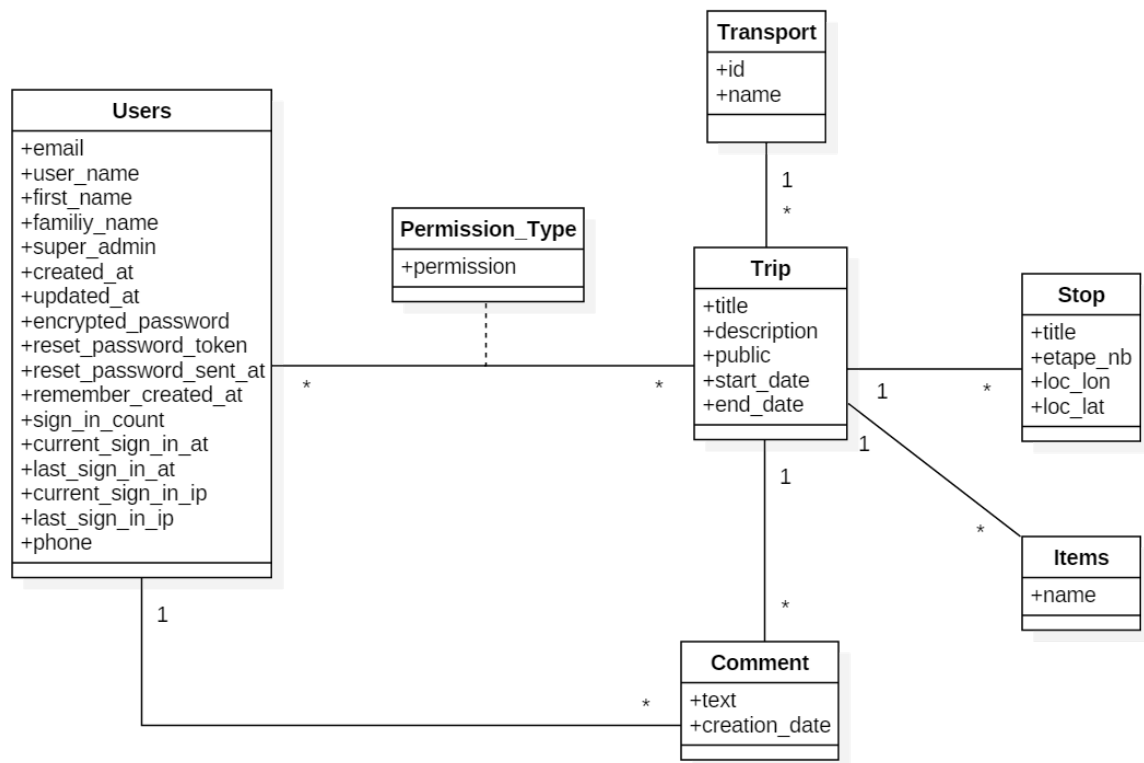 Transport
+id
+name
1
*
Users
+email
+user_name
+first_name
+familiy_name
+super_admin
+created_at
+updated_at
+encrypted_password
+reset_password_token
+reset_password_sent_at
+remember_created_at
+sign_in_count
+current_sign_in_at
+last_sign_in_at
+current_sign_in_ip
+last_sign_in_ip
+phone
Permission_Type
+permission
*
*
Trip
+title
+description
+public
+start_date
+end_date
1
*
Stop
+title
+etape_nb
+loc_lon
+loc_lat
1
*
Items
+name
1
*
1
*
Comment
+text
+creation_date